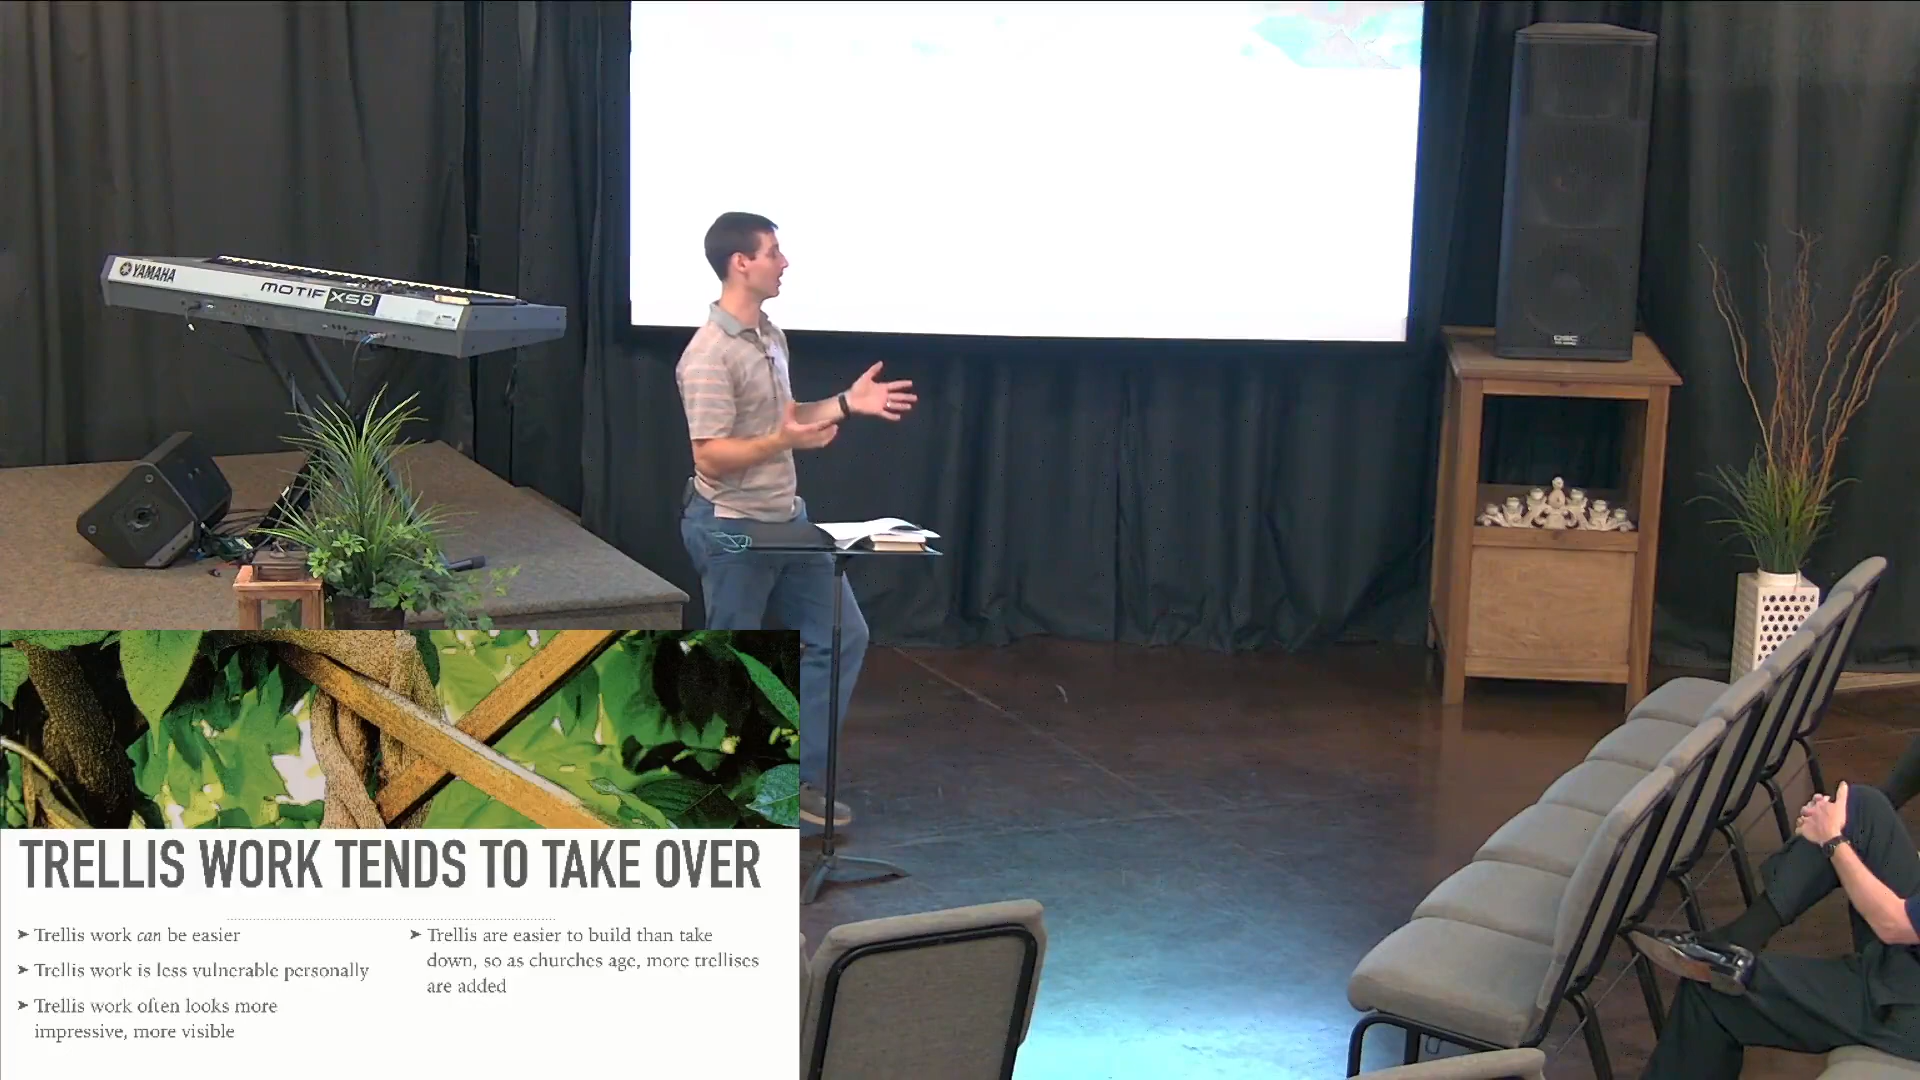 YAMAHA
MOTIF XS8
QSC
TRELLIS WORK TENDS TO TAKE OVER
➤ Trellis work can be easier
➤ Trellis work is less vulnerable personally
➤ Trellis work often looks more
impressive, more visible
➤ Trellis are easier to build than take
down, so as churches age, more trellises
are added